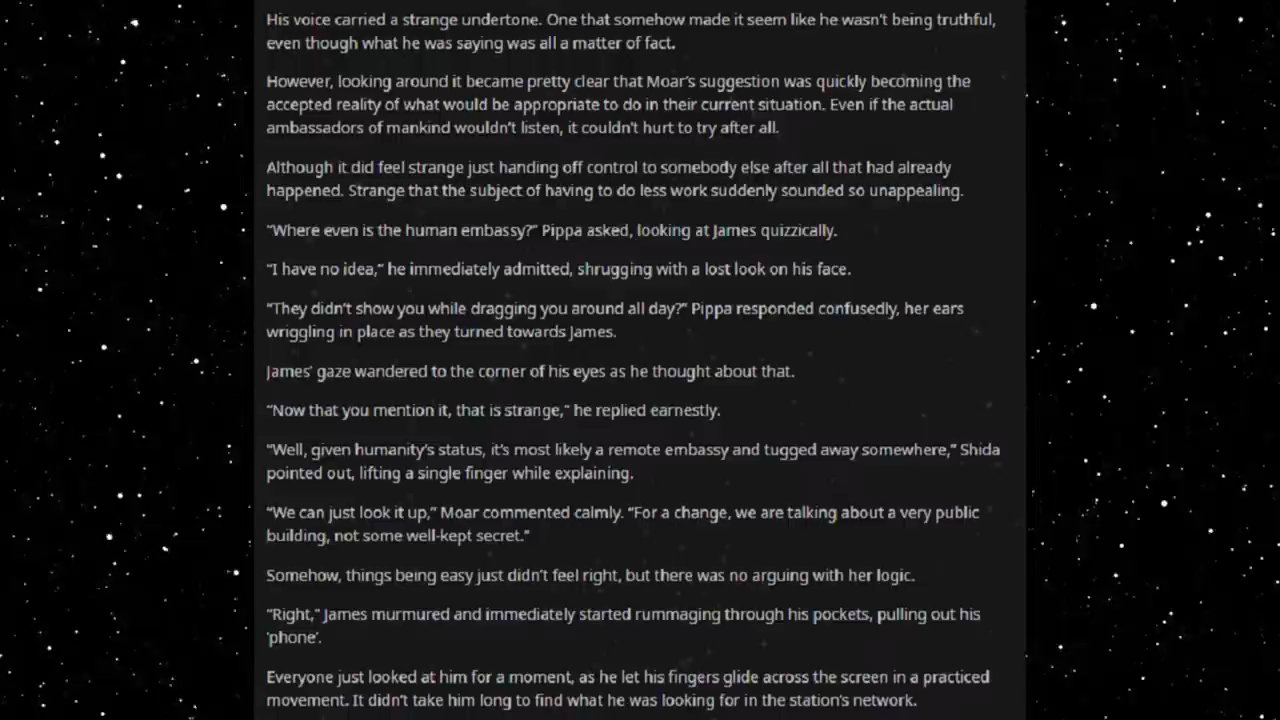 His voice carried a strange undertone. One that somehow made it seem like he wasn’t being truthful,
even though what he was saying was all a matter of fact.
However, looking around it became pretty clear that Moar’s suggestion was quickly becoming the
accepted reality of what would be appropriate to do in their current situation. Even if the actual
ambassadors of mankind wouldn’t listen, it couldn’t hurt to try after all.
Although it did feel strange just handing off control to somebody else after all that had already
happened. Strange that the subject of having to do less work suddenly sounded so unappealing.
“Where even is the human embassy?” Pippa asked, looking at James quizzically.
“I have no idea,” he immediately admitted, shrugging with a lost look on his face.
“They didn’t show you while dragging you around all day?” Pippa responded confusedly, her ears
wriggling in place as they turned towards James.
James’ gaze wandered to the corner of his eyes as he thought about that.
“Now that you mention it, that is strange,” he replied earnestly.
“Well, given humanity’s status, it’s most likely a remote embassy and tugged away somewhere,” Shida
pointed out, lifting a single finger while explaining.
“We can just look it up,” Moar commented calmly. “For a change, we are talking about a very public
building, not some well-kept secret.”
Somehow, things being easy just didn’t feel right, but there was no arguing with her logic.
“Right,” James murmured and immediately started rummaging through his pockets, pulling out his
‘phone’.
Everyone just looked at him for a moment, as he let his fingers glide across the screen in a practiced
movement. It didn’t take him long to find what he was looking for in the station’s network.